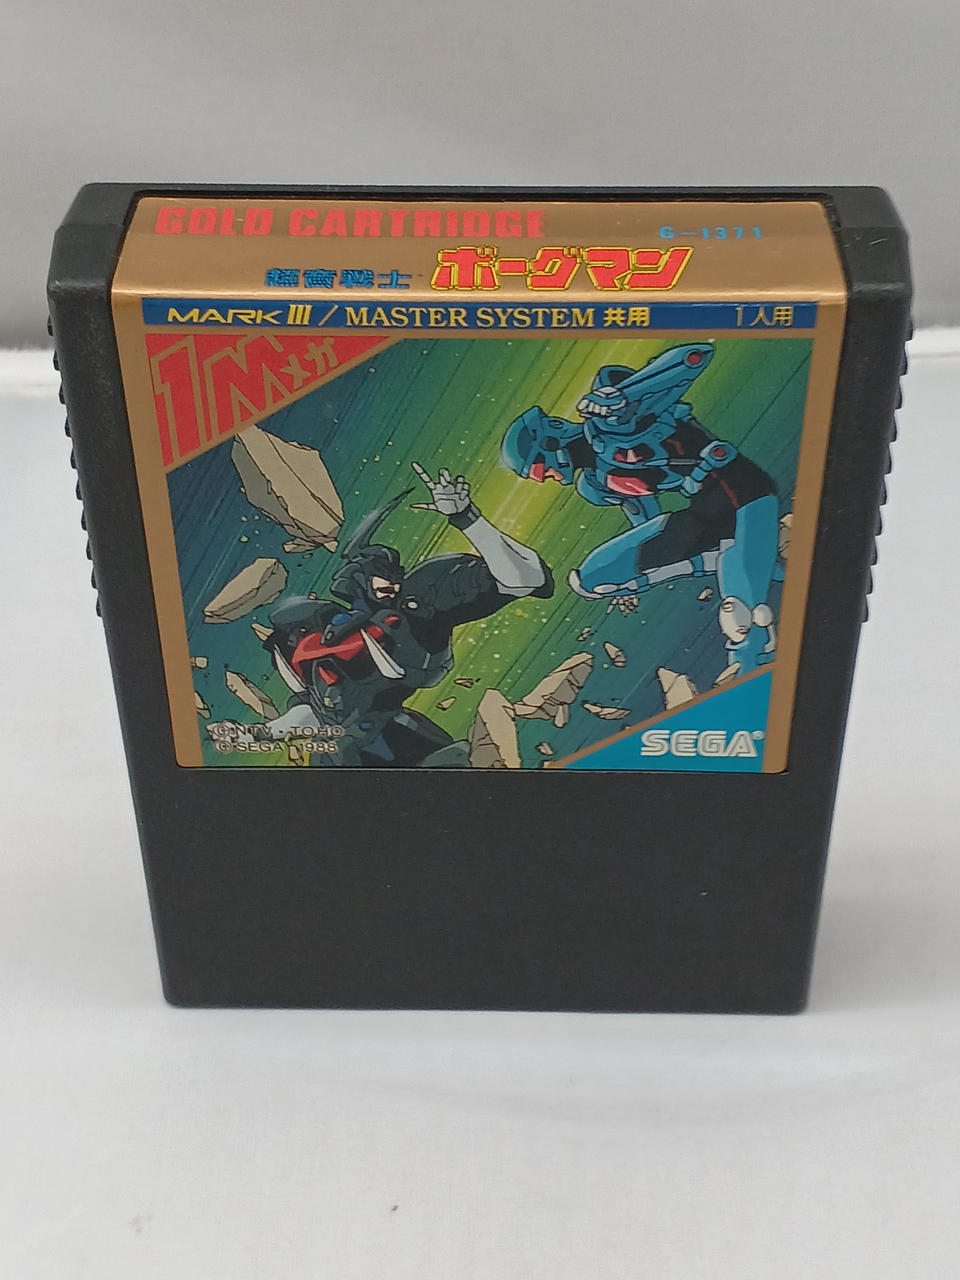 GOLD CARTRIDGE
G-1371
超音戦士 ボーグマン
MARK III / MASTER SYSTEM 共用 1人用
1Mメガ
©NTV・TOHO
©SEGA 1988
SEGA®